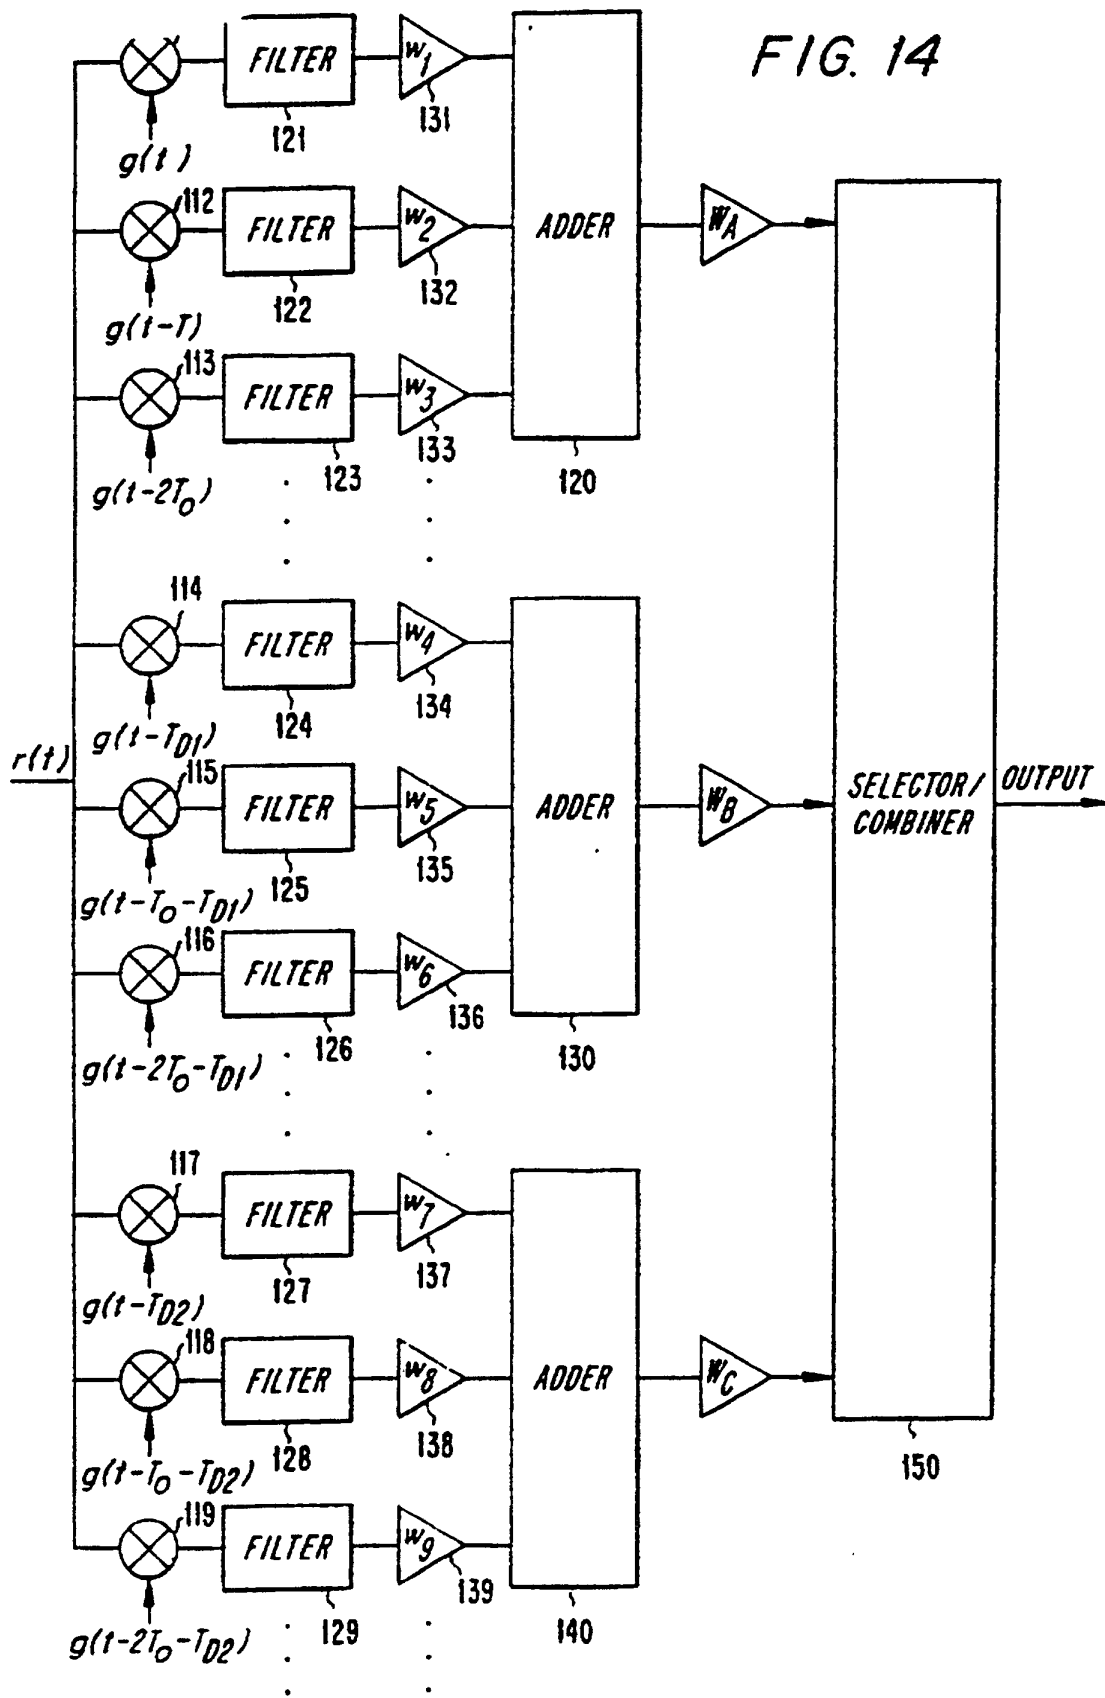 FIG. 14
FILTER
w1
131
121
g(t)
112
FILTER
w2
ADDER
WA
132
122
g(t-T)
113
FILTER
w3
133
123
120
g(t-2To)
114
FILTER
w4
134
124
g(t-TD1)
r(t)
115
FILTER
w5
ADDER
WB
SELECTOR/
COMBINER
OUTPUT
135
125
g(t-To-TD1)
116
FILTER
w6
136
126
130
g(t-2To-TD1)
117
FILTER
w7
137
127
g(t-TD2)
118
FILTER
w8
ADDER
WC
138
128
150
g(t-To-TD2)
119
FILTER
w9
139
129
140
g(t-2To-TD2)